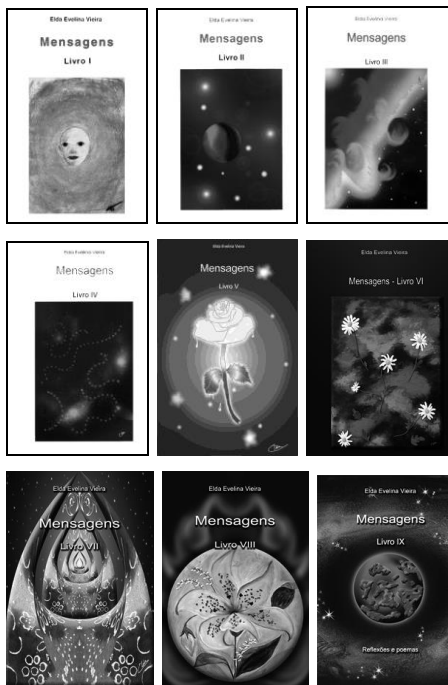 Elda Evelina Vieira
Mensagens
Livro I
Elda Evelina Vieira
Mensagens
Livro II
Elda Evelina Vieira
Mensagens
Livro III
Elda Evelina Vieira
Mensagens
Livro IV
Elda Evelina Vieira
Mensagens
Livro V
Elda Evelina Vieira
Mensagens - Livro VI
Elda Evelina Vieira
Mensagens
Livro VII
Elda Evelina Vieira
Mensagens
Livro VIII
Elda Evelina Vieira
Mensagens
Livro IX
Reflexões e poemas